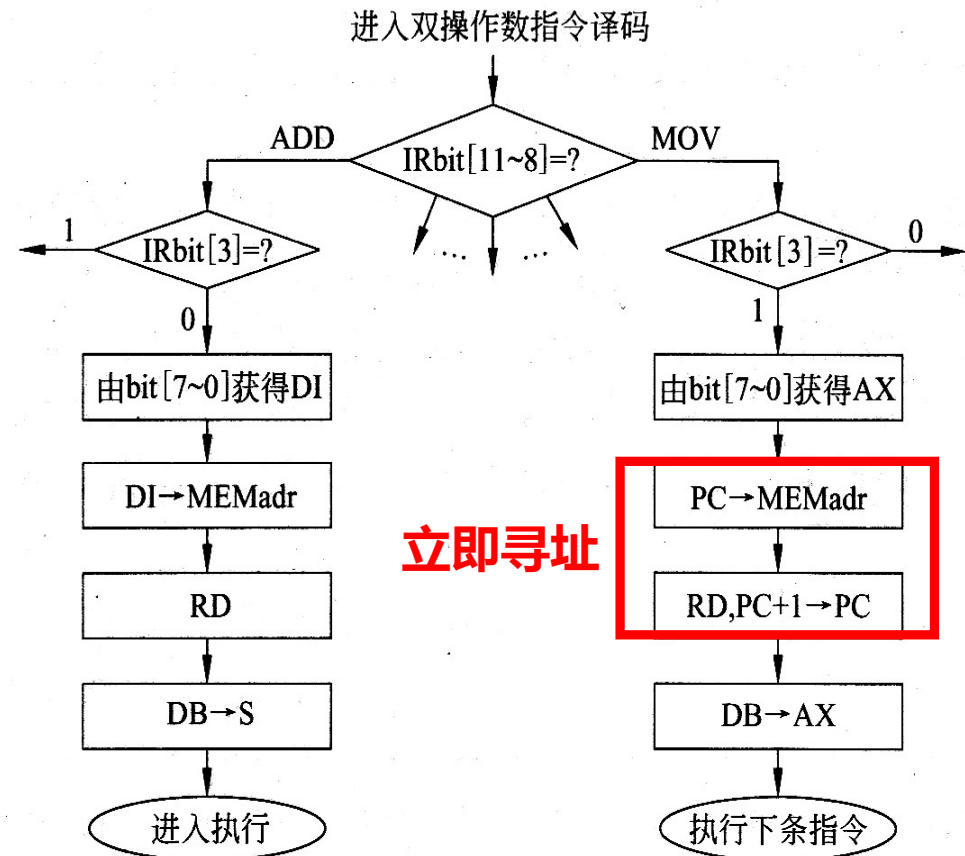 进入双操作数指令译码
ADD
IRbit[11~8]=?
MOV
1
IRbit[3]=?
... ...
IRbit[3]=?
0
0
1
由bit[7~0]获得DI
由bit[7~0]获得AX
DI→MEMadr
PC→MEMadr
立即寻址
RD
RD,PC+1→PC
DB→S
DB→AX
进入执行
执行下条指令